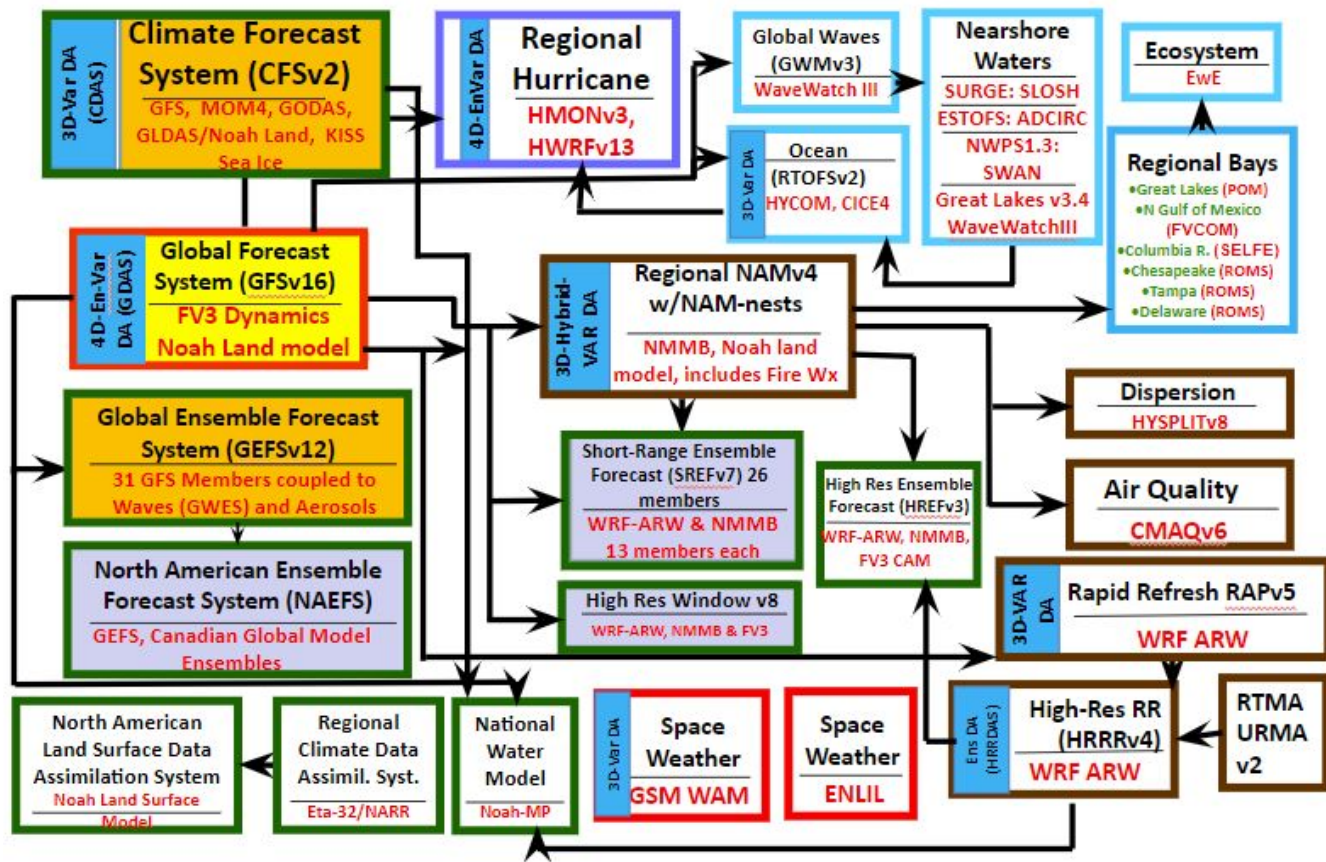 3D-Var DA
(CDAS)
Climate Forecast
System (CFSv2)
GFS, MOM4, GODAS,
GLDAS/Noah Land, KISS
Sea Ice
4D-EnVar DA
Regional
Hurricane
HMONv3,
HWRFv13
Global Waves
(GWMv3)
WaveWatch III
Nearshore
Waters
SURGE: SLOSH
ESTOFS: ADCIRC
NWPS1.3:
SWAN
Great Lakes v3.4
WaveWatchIII
Ecosystem
EwE
3D-Var DA
Ocean
(RTOFSv2)
HYCOM, CICE4
Regional Bays
•Great Lakes (POM)
•N Gulf of Mexico
(FVCOM)
•Columbia R. (SELFE)
•Chesapeake (ROMS)
•Tampa (ROMS)
•Delaware (ROMS)
4D-En-Var
DA (GDAS)
Global Forecast
System (GFSv16)
FV3 Dynamics
Noah Land model
3D-Hybrid-
VAR DA
Regional NAMv4
w/NAM-nests
NMMB, Noah land
model, includes Fire Wx
Dispersion
HYSPLITv8
Global Ensemble Forecast
System (GEFSv12)
31 GFS Members coupled to
Waves (GWES) and Aerosols
Short-Range Ensemble
Forecast (SREFv7) 26
members
WRF-ARW & NMMB
13 members each
High Res Ensemble
Forecast (HREFv3)
WRF-ARW, NMMB,
FV3 CAM
Air Quality
CMAQv6
North American Ensemble
Forecast System (NAEFS)
GEFS, Canadian Global Model
Ensembles
High Res Window v8
WRF-ARW, NMMB & FV3
3D-VAR
DA
Rapid Refresh RAPv5
WRF ARW
North American
Land Surface Data
Assimilation System
Noah Land Surface
Model
Regional
Climate Data
Assimil. Syst.
Eta-32/NARR
National
Water
Model
Noah-MP
3D-Var DA
Space
Weather
GSM WAM
Space
Weather
ENLIL
Ens DA
(HRRDAS)
High-Res RR
(HRRRv4)
WRF ARW
RTMA
URMA
v2